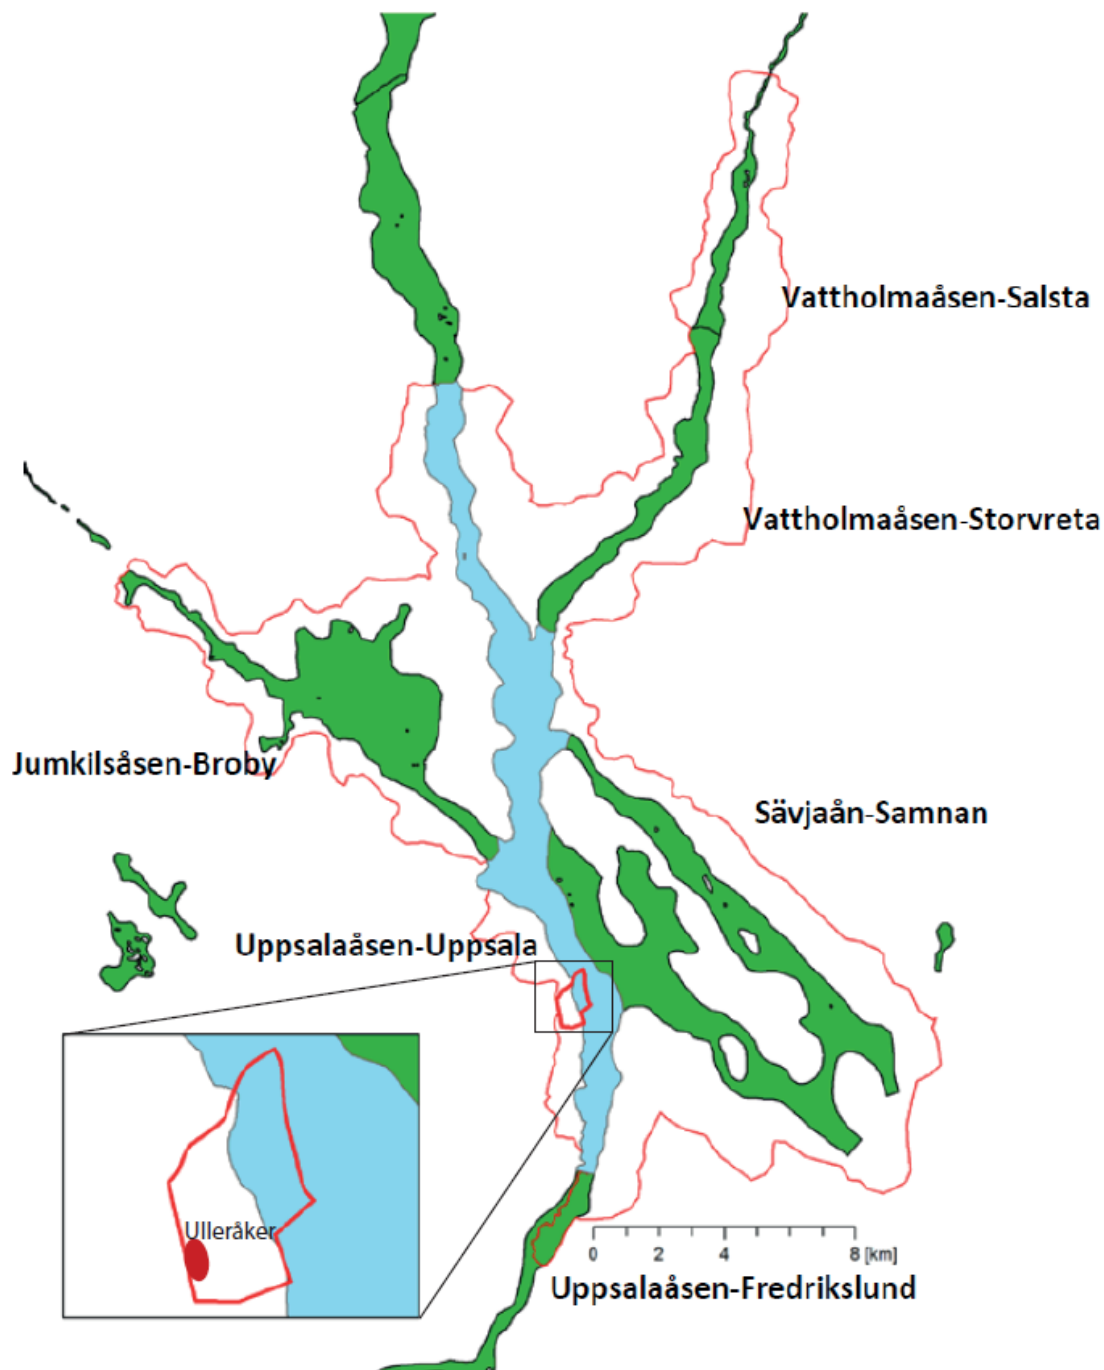 Vattholmaåsen-Salsta
Vattholmaåsen-Storvreta
Jumkilsåsen-Broby
Sävjaån-Samnan
Uppsalaåsen-Uppsala
Ulleråker
0 2 4 8 [km]
Uppsalaåsen-Fredrikslund